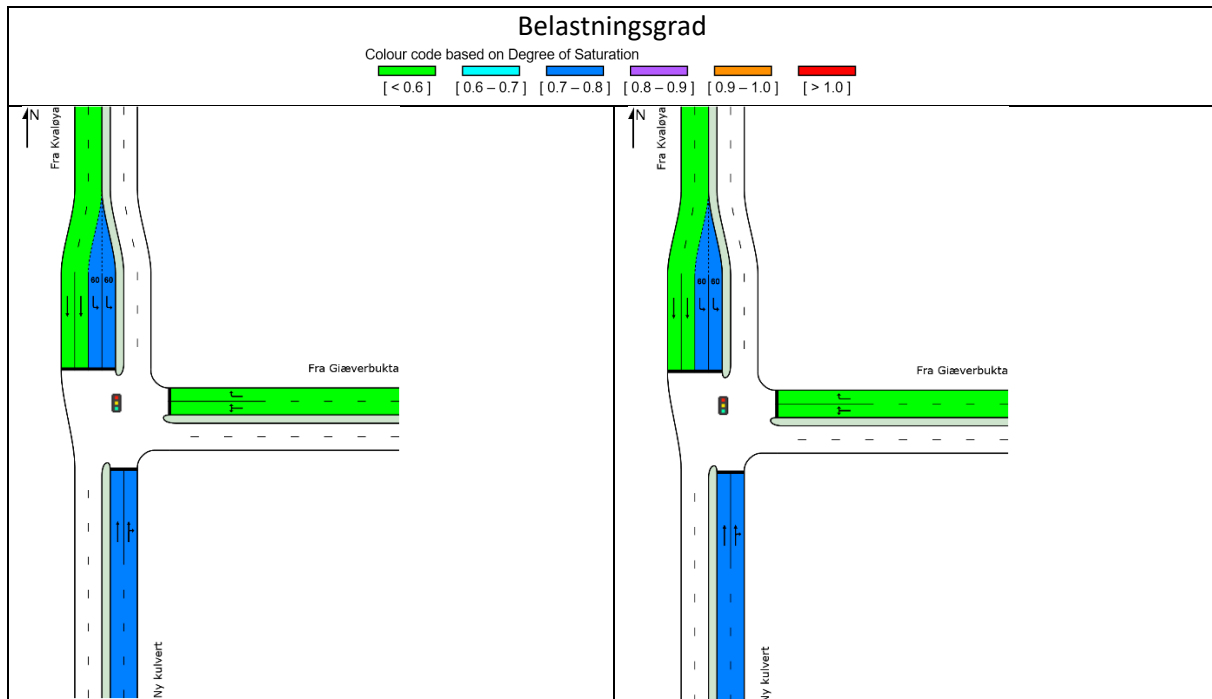 Belastningsgrad
Colour code based on Degree of Saturation
[ < 0.6 ] [ 0.6 – 0.7 ] [ 0.7 – 0.8 ] [ 0.8 – 0.9 ] [ 0.9 – 1.0 ] [ > 1.0 ]
N
Fra Kvaløya
60 60
Fra Giæverbukta
Ny kulvert
N
Fra Kvaløya
60 60
Fra Giæverbukta
Ny kulvert